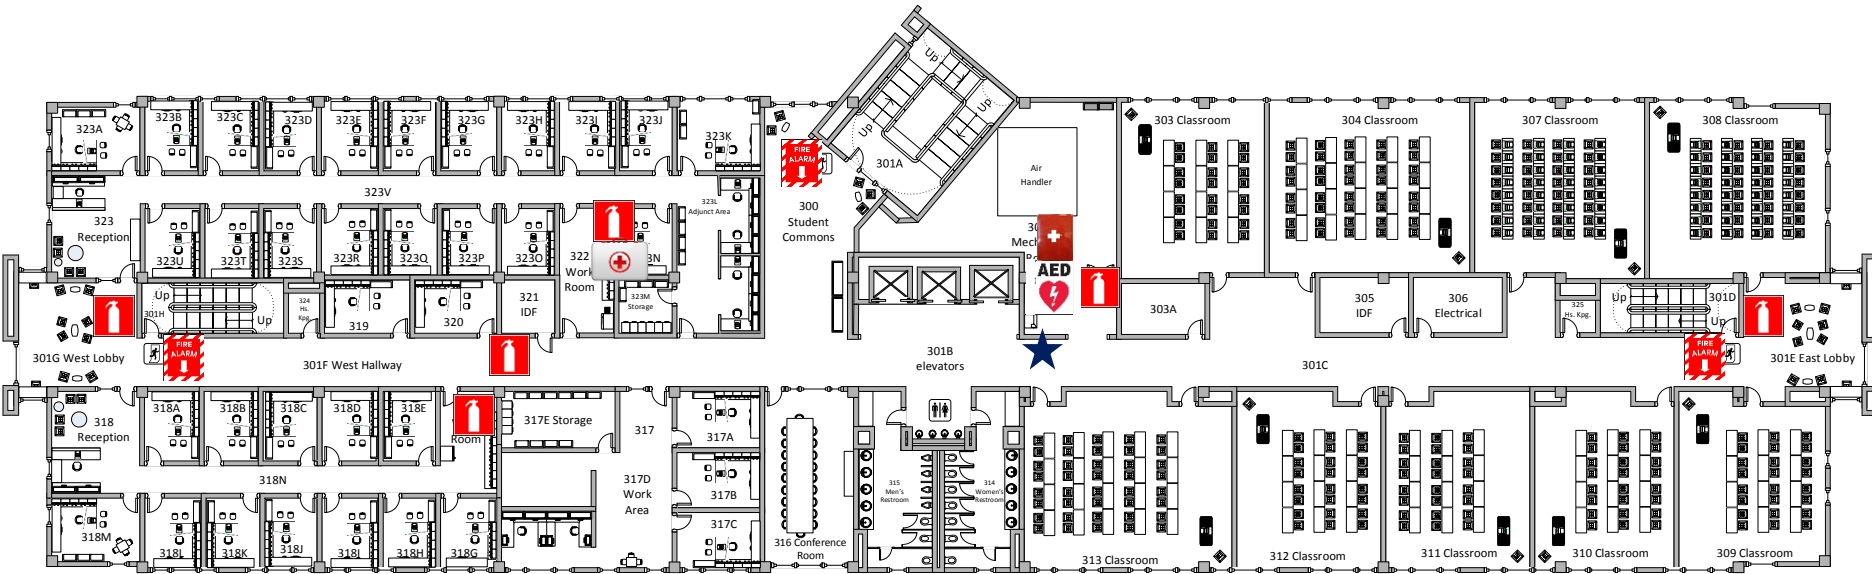 323A
323B
323C
323D
323E
323F
323G
323H
323I
323J
323K
Up
Up
Up
301A
FIRE
ALARM
303 Classroom
304 Classroom
307 Classroom
308 Classroom
Air
Handler
323V
323L
Adjunct Area
300
Student
Commons
323
Reception
323U
323T
323S
323R
323Q
323P
323O
322
Work
Room
323M
Storage
AED
Up
301H
Up
324
Hs.
Kpg.
319
320
321
IDF
303A
305
IDF
306
Electrical
325
Hs. Kpg.
Up
301D
Up
301G West Lobby
FIRE
ALARM
301F West Hallway
301B
elevators
301C
FIRE
ALARM
301E East Lobby
318
Reception
318A
318B
318C
318D
318E
Room
317E Storage
317
317A
317B
317C
317D
Work
Area
318N
318M
318L
318K
318J
318I
318H
318G
316 Conference
Room
315
Men's
Restroom
314
Women's
Restroom
313 Classroom
312 Classroom
311 Classroom
310 Classroom
309 Classroom